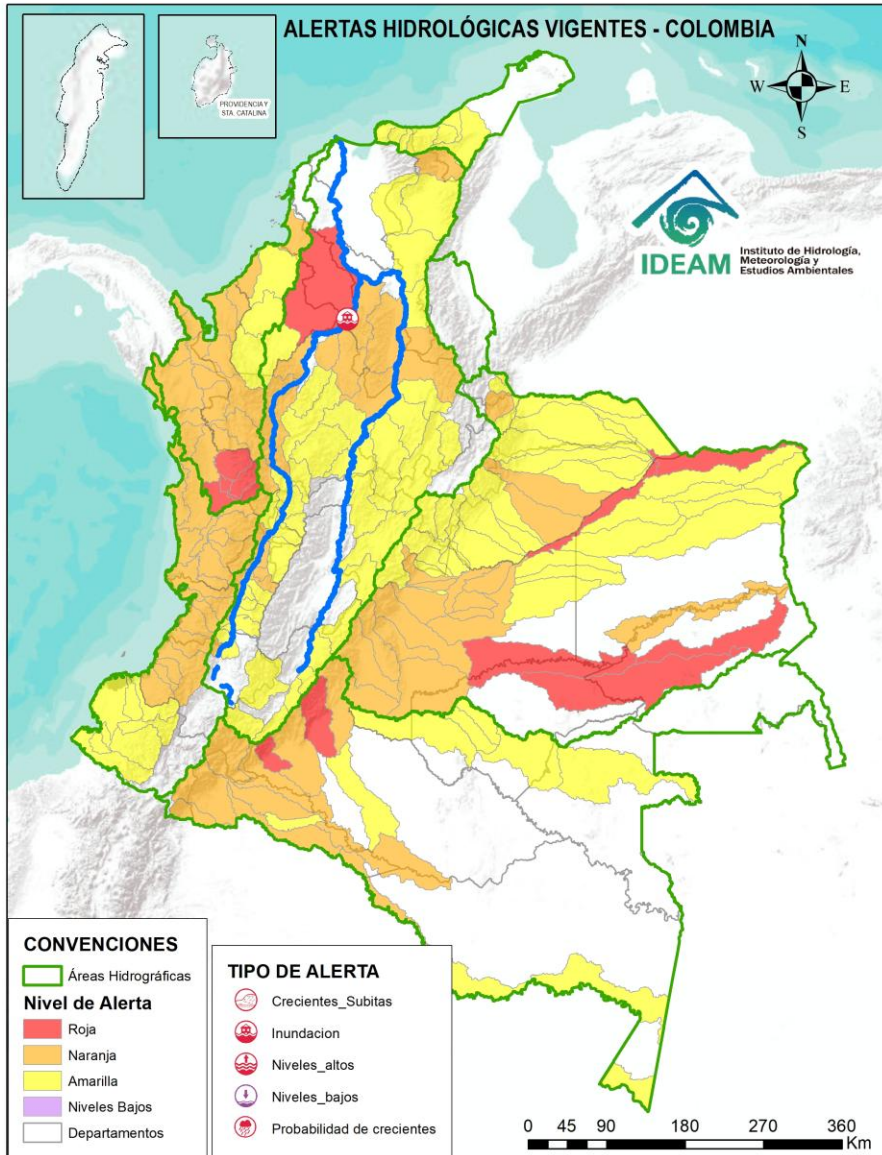 ALERTAS HIDROLÓGICAS VIGENTES - COLOMBIA
PROVIDENCIA Y
STA. CATALINA
N
W
E
S
IDEAM
Instituto de Hidrología,
Meteorología y
Estudios Ambientales
CONVENCIONES
Áreas Hidrográficas
Nivel de Alerta
Roja
Naranja
Amarilla
Niveles Bajos
Departamentos
TIPO DE ALERTA
Crecientes_Subitas
Inundacion
Niveles_altos
Niveles_bajos
Probabilidad de crecientes
0 45 90 180 270 360
Km